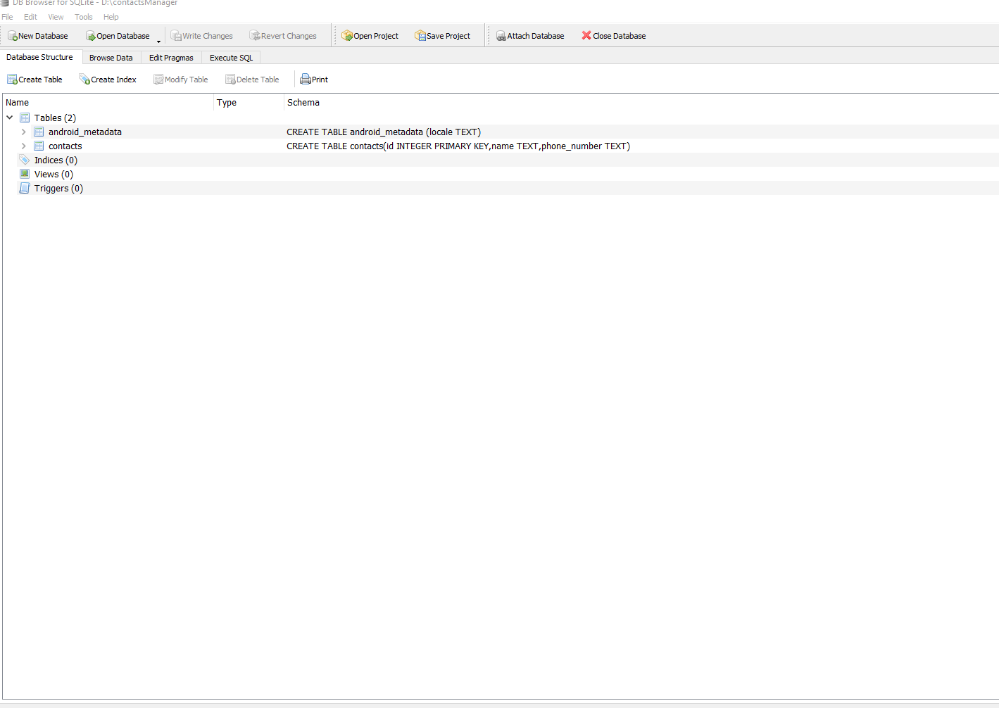 DB Browser for SQLite - D:\contactsManager
File Edit View Tools Help
New Database Open Database Write Changes Revert Changes Open Project Save Project Attach Database Close Database
Database Structure Browse Data Edit Pragmas Execute SQL
Create Table Create Index Modify Table Delete Table Print
Name Type Schema
Tables (2)
android_metadata CREATE TABLE android_metadata (locale TEXT)
contacts CREATE TABLE contacts(id INTEGER PRIMARY KEY,name TEXT,phone_number TEXT)
Indices (0)
Views (0)
Triggers (0)